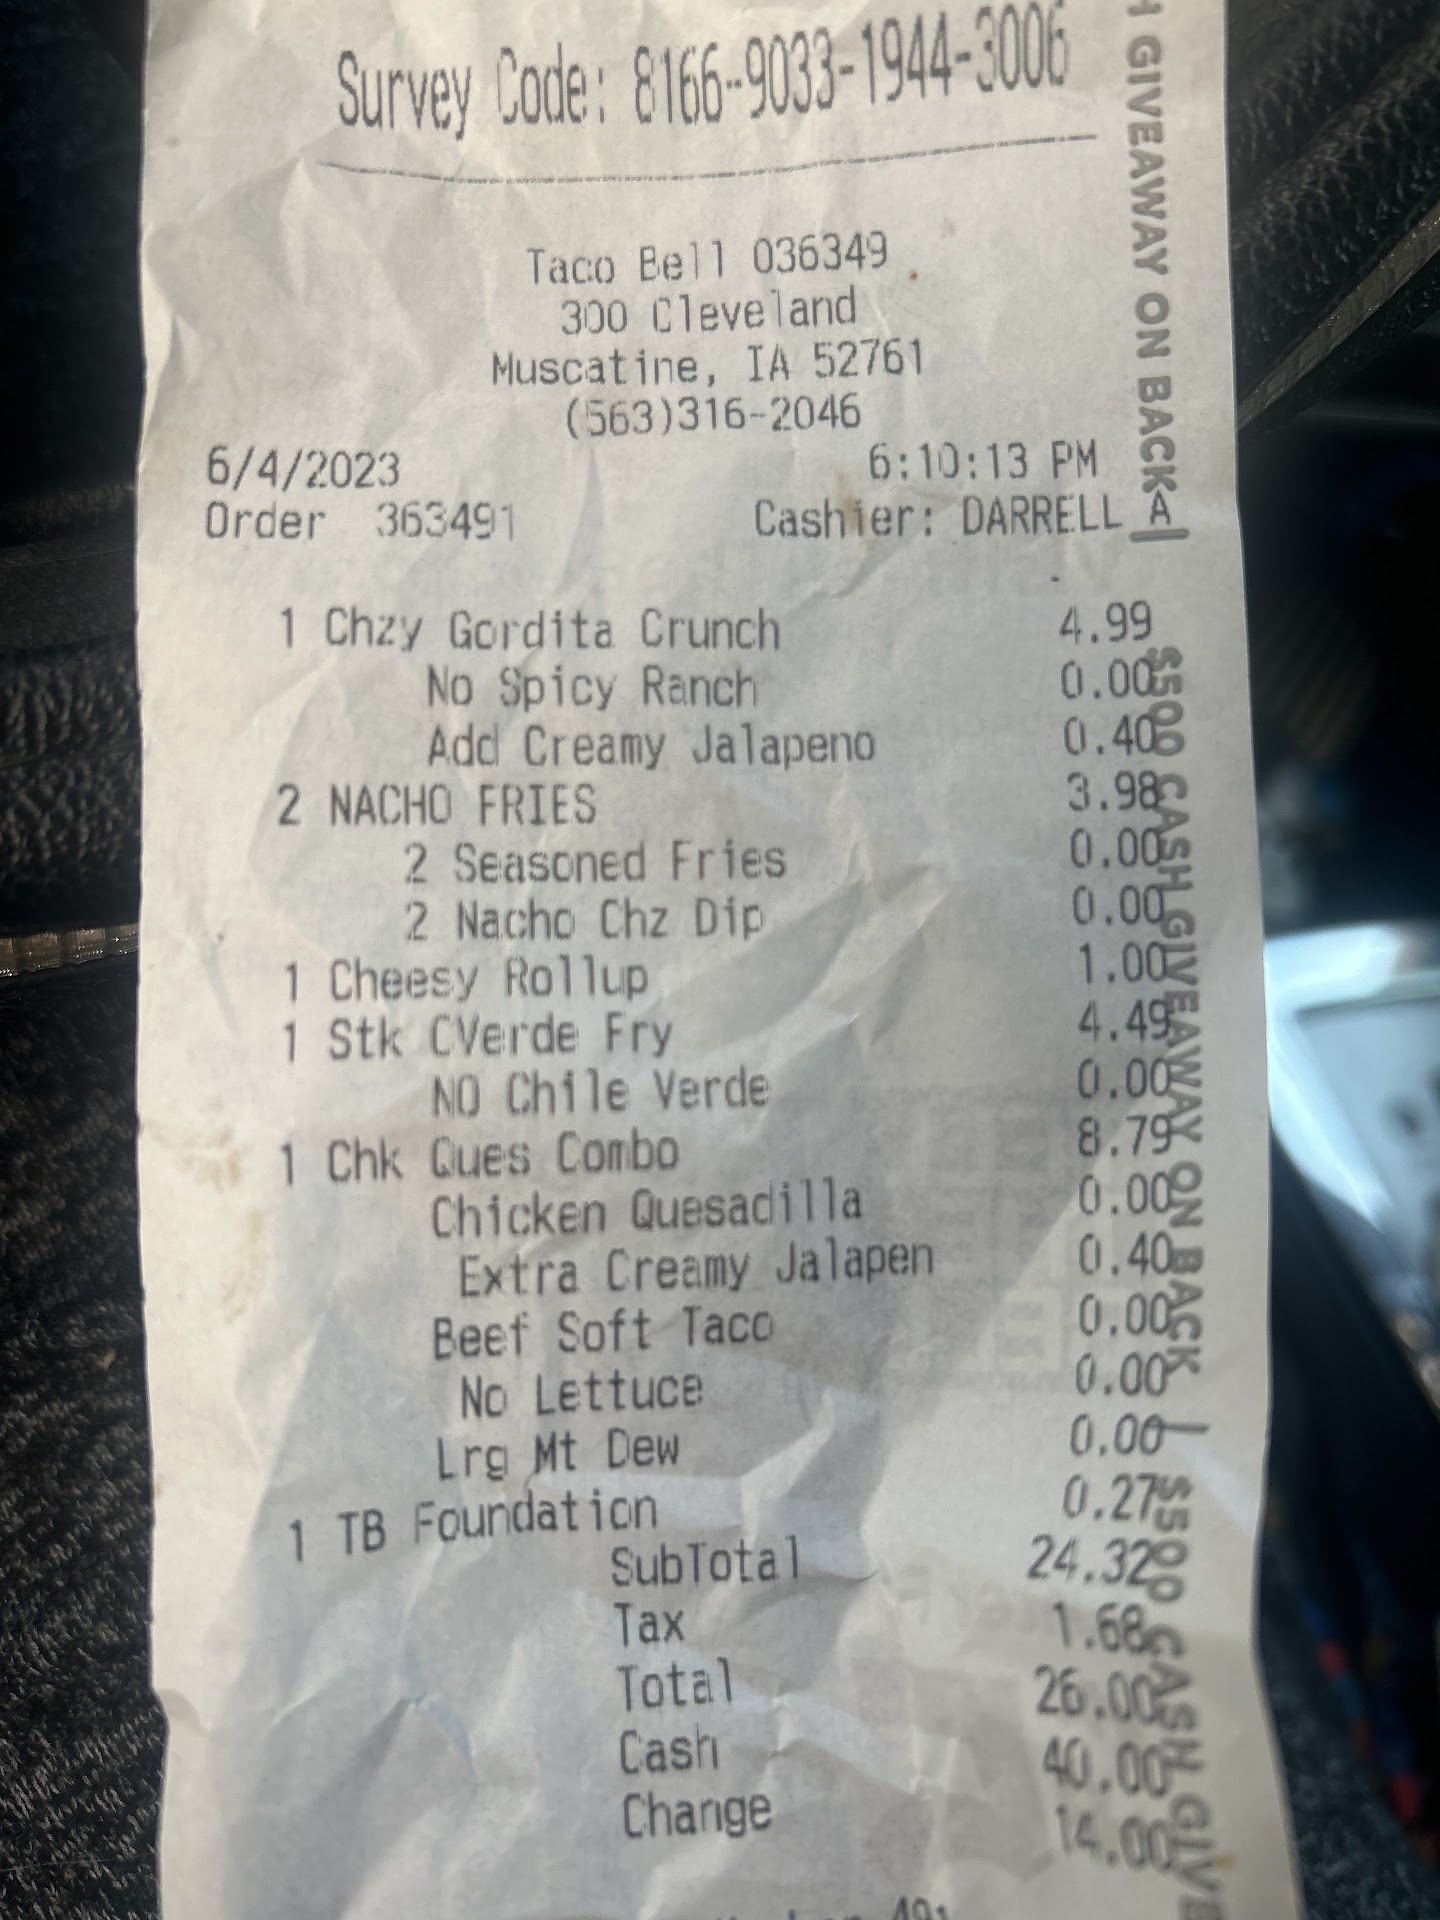 Survey Code: 8166-9033-1944-3006
Taco Bell 036349
300 Cleveland
Muscatine, IA 52761
(563)316-2046
6/4/2023 6:10:13 PM
Order 363491 Cashier: DARRELL A
1 Chzy Gordita Crunch 4.99
No Spicy Ranch 0.00
Add Creamy Jalapeno 0.40
2 NACHO FRIES 3.98
2 Seasoned Fries 0.00
2 Nacho Chz Dip 0.00
1 Cheesy Rollup 1.00
1 Stk CVerde Fry 4.49
NO Chile Verde 0.00
1 Chk Ques Combo 8.79
Chicken Quesadilla 0.00
Extra Creamy Jalapen 0.40
Beef Soft Taco 0.00
No Lettuce 0.00
Lrg Mt Dew 0.00
1 TB Foundation 0.27
SubTotal 24.32
Tax 1.68
Total 26.00
Cash 40.00
Change 14.00
H GIVEAWAY ON BACK |
$500 CASH GIVEAWAY ON BACK |
$500 CASH GIVE